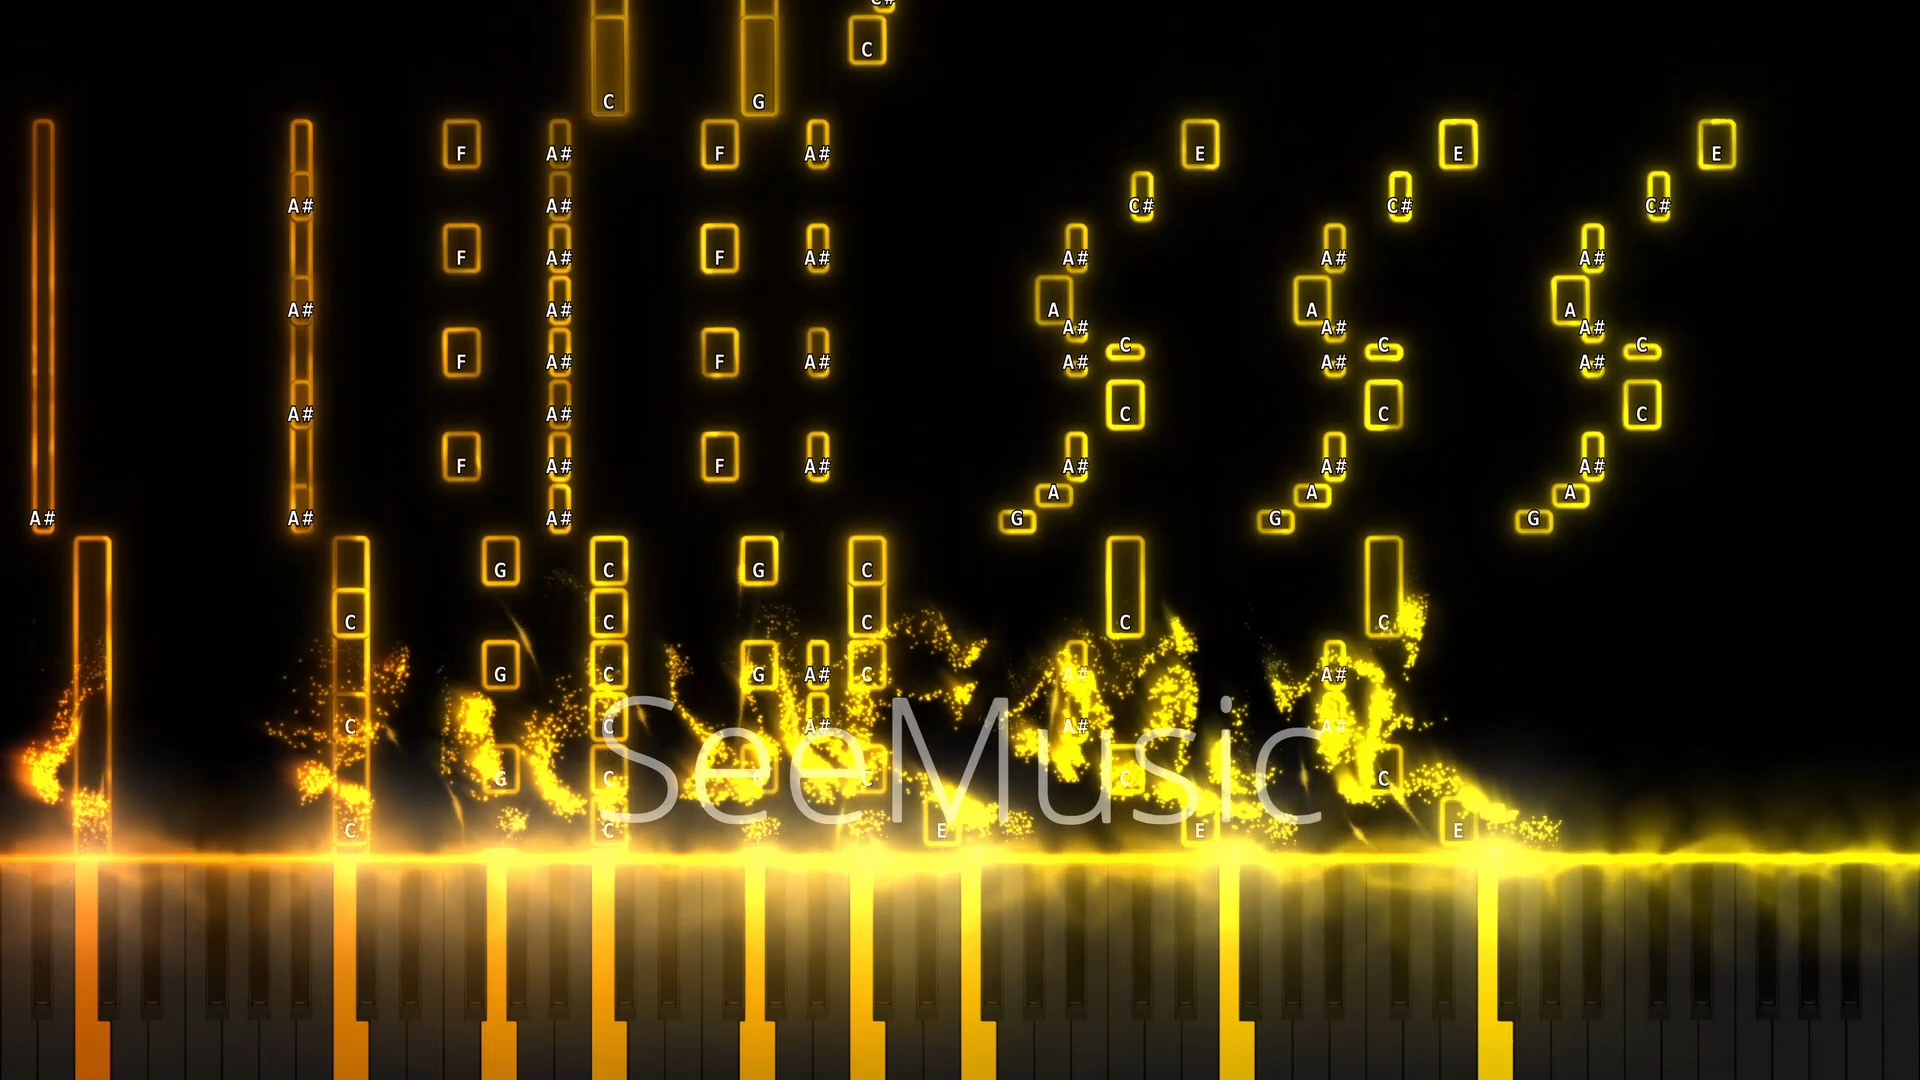 C#
C G C
F A# F A# E E E
A# A# C# C# C#
F A# F A# A# A# A#
A# A# A A A
A# A# A#
C C C
F A# F A# A# A# A#
A# A# C C C
F A# F A# A# A# A#
A A A
A# A# A# G G G
G C G C
C C C C
G C G A# C A# A#
C C A# A# A#
G C C C C
C C E E E
SeeMusic